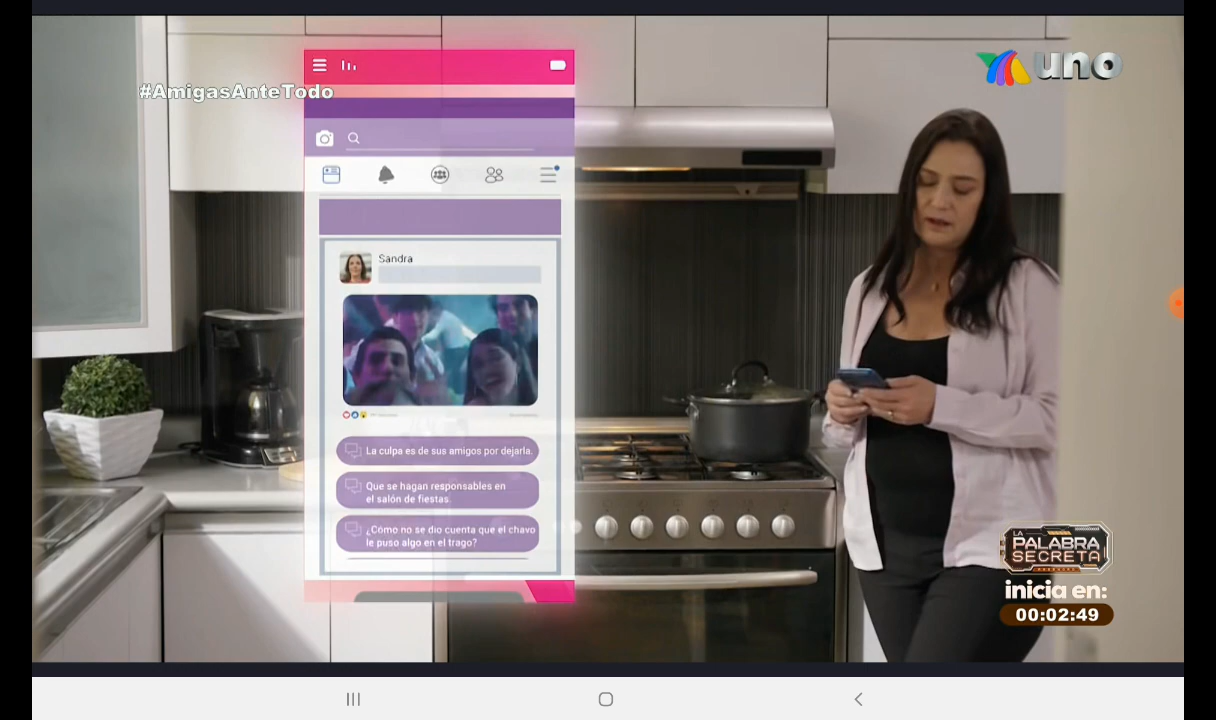 #AmigasAnteTodo
uno
Sandra
La culpa es de sus amigos por dejarla.
Que se hagan responsables en
el salón de fiestas.
¿Cómo no se dio cuenta que el chavo
le puso algo en el trago?
LA
PALABRA
SECRETA
inicia en:
00:02:49